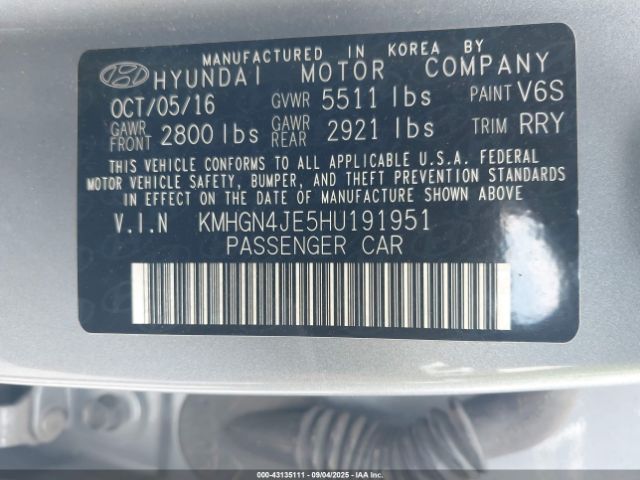 MANUFACTURED IN KOREA BY
HYUNDAI MOTOR COMPANY
OCT/05/16 GVWR 5511 lbs PAINT V6S
GAWR FRONT 2800 lbs GAWR REAR 2921 lbs TRIM RRY
THIS VEHICLE CONFORMS TO ALL APPLICABLE U.S.A. FEDERAL
MOTOR VEHICLE SAFETY, BUMPER, AND THEFT PREVENTION STANDARDS
IN EFFECT ON THE DATE OF MANUFACTURE SHOWN ABOVE
V.I.N KMHGN4JE5HU191951
PASSENGER CAR
000-43135111 - 09/04/2025 - IAA Inc.